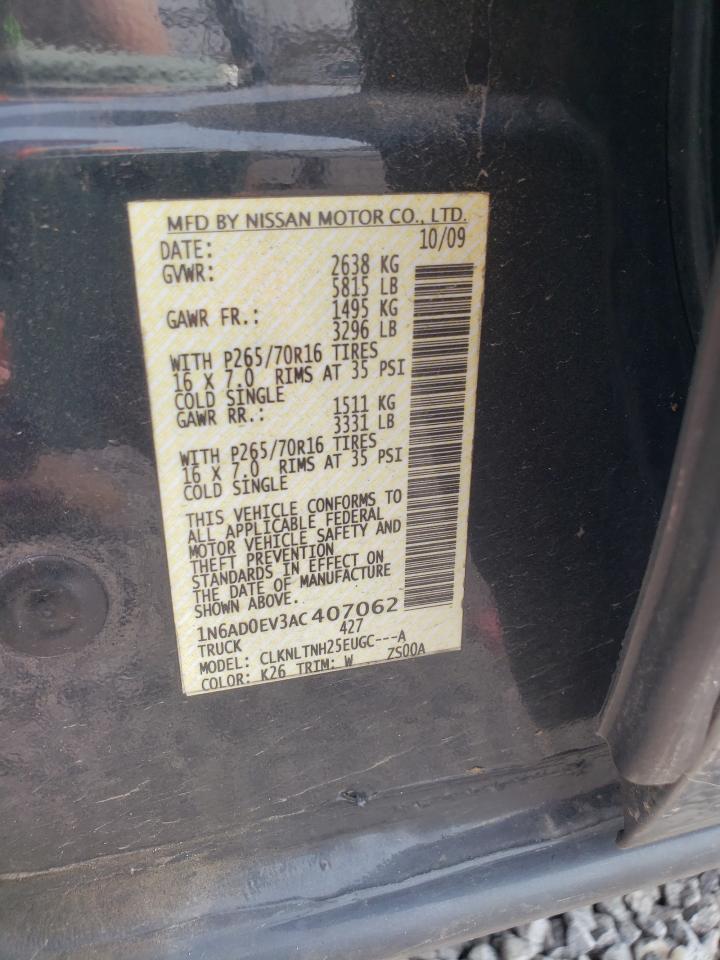 MFD BY NISSAN MOTOR CO., LTD.
DATE: 10/09
GVWR: 2638 KG
5815 LB
GAWR FR.: 1495 KG
3296 LB
WITH P265/70R16 TIRES
16 X 7.0 RIMS AT 35 PSI
COLD SINGLE
GAWR RR.: 1511 KG
3331 LB
WITH P265/70R16 TIRES
16 X 7.0 RIMS AT 35 PSI
COLD SINGLE
THIS VEHICLE CONFORMS TO
ALL APPLICABLE FEDERAL
MOTOR VEHICLE SAFETY AND
THEFT PREVENTION
STANDARDS IN EFFECT ON
THE DATE OF MANUFACTURE
SHOWN ABOVE.
1N6AD0EV3AC407062
TRUCK 427
MODEL: CLKNLTNH25EUGC---A
COLOR: K26 TRIM: W ZS00A